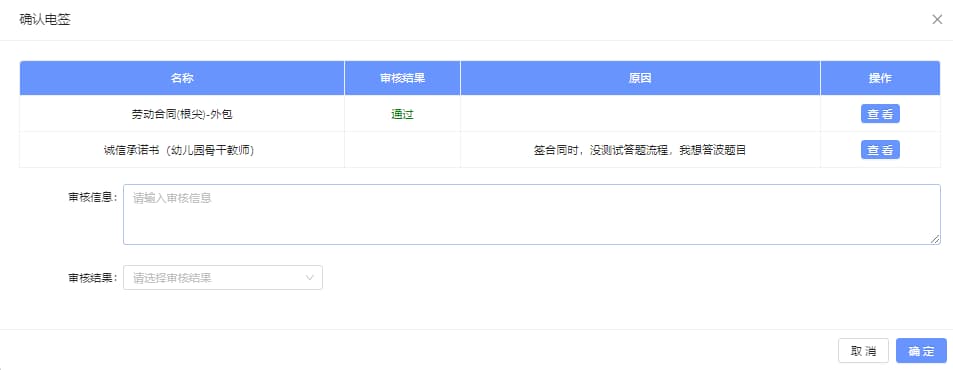 确认电签
名称 审核结果 原因 操作
劳动合同(根尖)-外包 通过 查看
诚信承诺书（幼儿园骨干教师） 签合同时，没测试答题流程，我想答波题目 查看
审核信息： 请输入审核信息
审核结果： 请选择审核结果
取消 确定